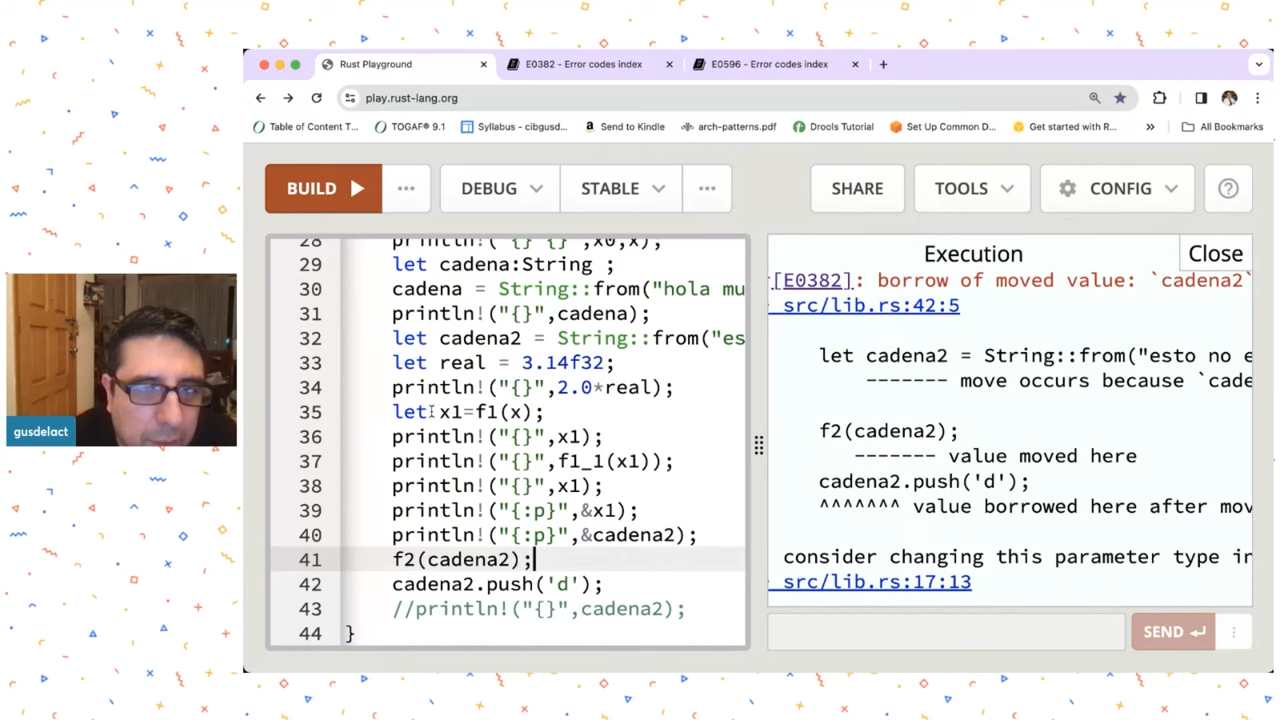 Rust Playground
E0382 - Error codes index
E0596 - Error codes index
play.rust-lang.org
Table of Content T...
TOGAF® 9.1
Syllabus - cibgusd...
Send to Kindle
arch-patterns.pdf
Drools Tutorial
Set Up Common D...
Get started with R...
All Bookmarks
BUILD
DEBUG
STABLE
SHARE
TOOLS
CONFIG
28 println!("{} {}",x0,x);
29 let cadena:String ;
30 cadena = String::from("hola mu
31 println!("{}",cadena);
32 let cadena2 = String::from("es
33 let real = 3.14f32;
34 println!("{}",2.0*real);
35 let x1=f1(x);
36 println!("{}",x1);
37 println!("{}",f1_1(x1));
38 println!("{}",x1);
39 println!("{:p}",&x1);
40 println!("{:p}",&cadena2);
41 f2(cadena2);
42 cadena2.push('d');
43 //println!("{}",cadena2);
44 }
Execution
Close
r[E0382]: borrow of moved value: `cadena2`
src/lib.rs:42:5
let cadena2 = String::from("esto no e
------- move occurs because `cade
f2(cadena2);
------- value moved here
cadena2.push('d');
^^^^^^^ value borrowed here after mov
consider changing this parameter type in
src/lib.rs:17:13
SEND
gusdelact